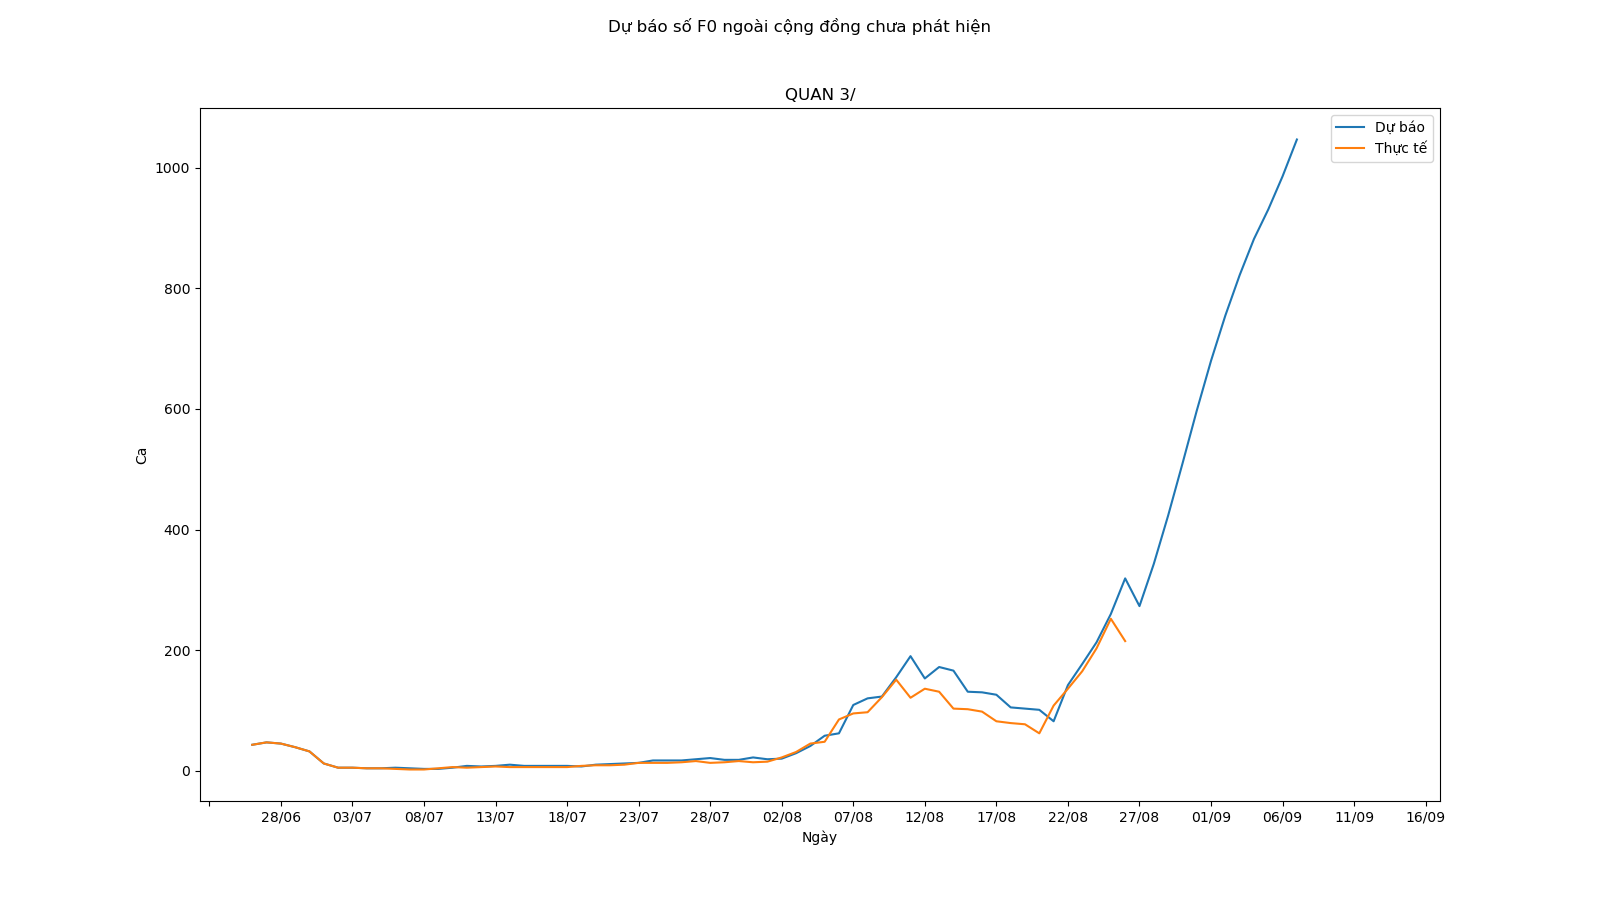 Dự báo số F0 ngoài cộng đồng chưa phát hiện
QUAN 3/
Dự báo
Thực tế
1000
800
600
400
200
0
Ca
28/06 03/07 08/07 13/07 18/07 23/07 28/07 02/08 07/08 12/08 17/08 22/08 27/08 01/09 06/09 11/09 16/09
Ngày